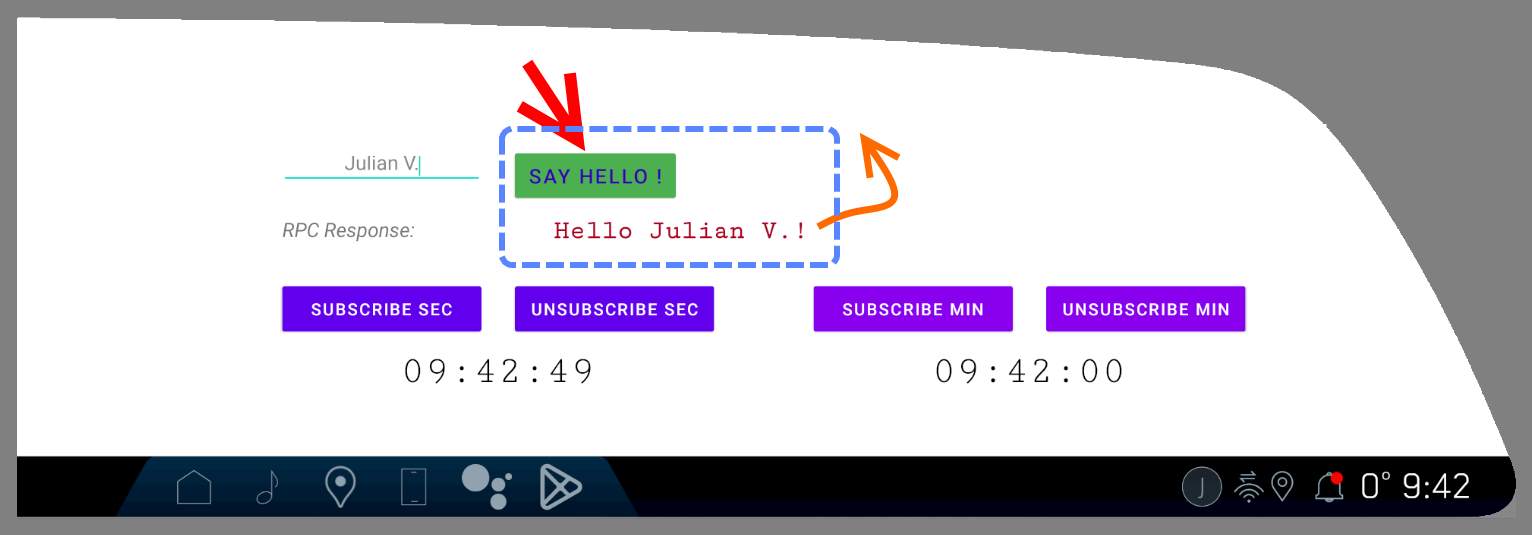 Julian V.
SAY HELLO !
RPC Response:
Hello Julian V.!
SUBSCRIBE SEC
UNSUBSCRIBE SEC
SUBSCRIBE MIN
UNSUBSCRIBE MIN
09:42:49
09:42:00
J
0° 9:42